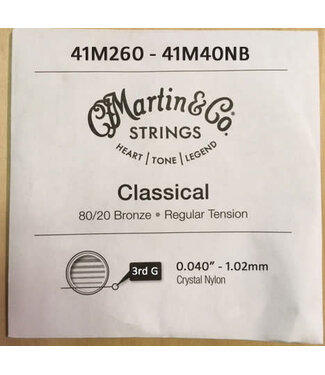 41M260 - 41M40NB
C.F. Martin & Co.
STRINGS
HEART | TONE | LEGEND
Classical
80/20 Bronze • Regular Tension
3rd G
0.040" - 1.02mm
Crystal Nylon